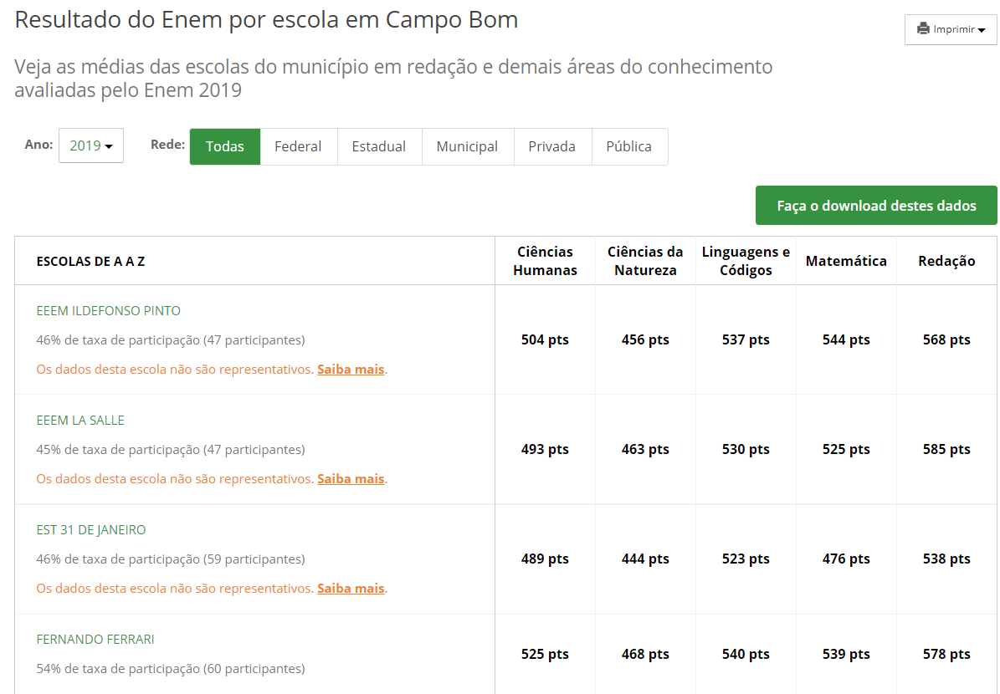 Resultado do Enem por escola em Campo Bom
Imprimir
Veja as médias das escolas do município em redação e demais áreas do conhecimento
avaliadas pelo Enem 2019
Ano: 2019 Rede: Todas Federal Estadual Municipal Privada Pública
Faça o download destes dados
ESCOLAS DE A A Z Ciências Humanas Ciências da Natureza Linguagens e Códigos Matemática Redação
EEEM ILDEFONSO PINTO
46% de taxa de participação (47 participantes) 504 pts 456 pts 537 pts 544 pts 568 pts
Os dados desta escola não são representativos. Saiba mais.
EEEM LA SALLE
45% de taxa de participação (47 participantes) 493 pts 463 pts 530 pts 525 pts 585 pts
Os dados desta escola não são representativos. Saiba mais.
EST 31 DE JANEIRO
46% de taxa de participação (59 participantes) 489 pts 444 pts 523 pts 476 pts 538 pts
Os dados desta escola não são representativos. Saiba mais.
FERNANDO FERRARI
54% de taxa de participação (60 participantes) 525 pts 468 pts 540 pts 539 pts 578 pts